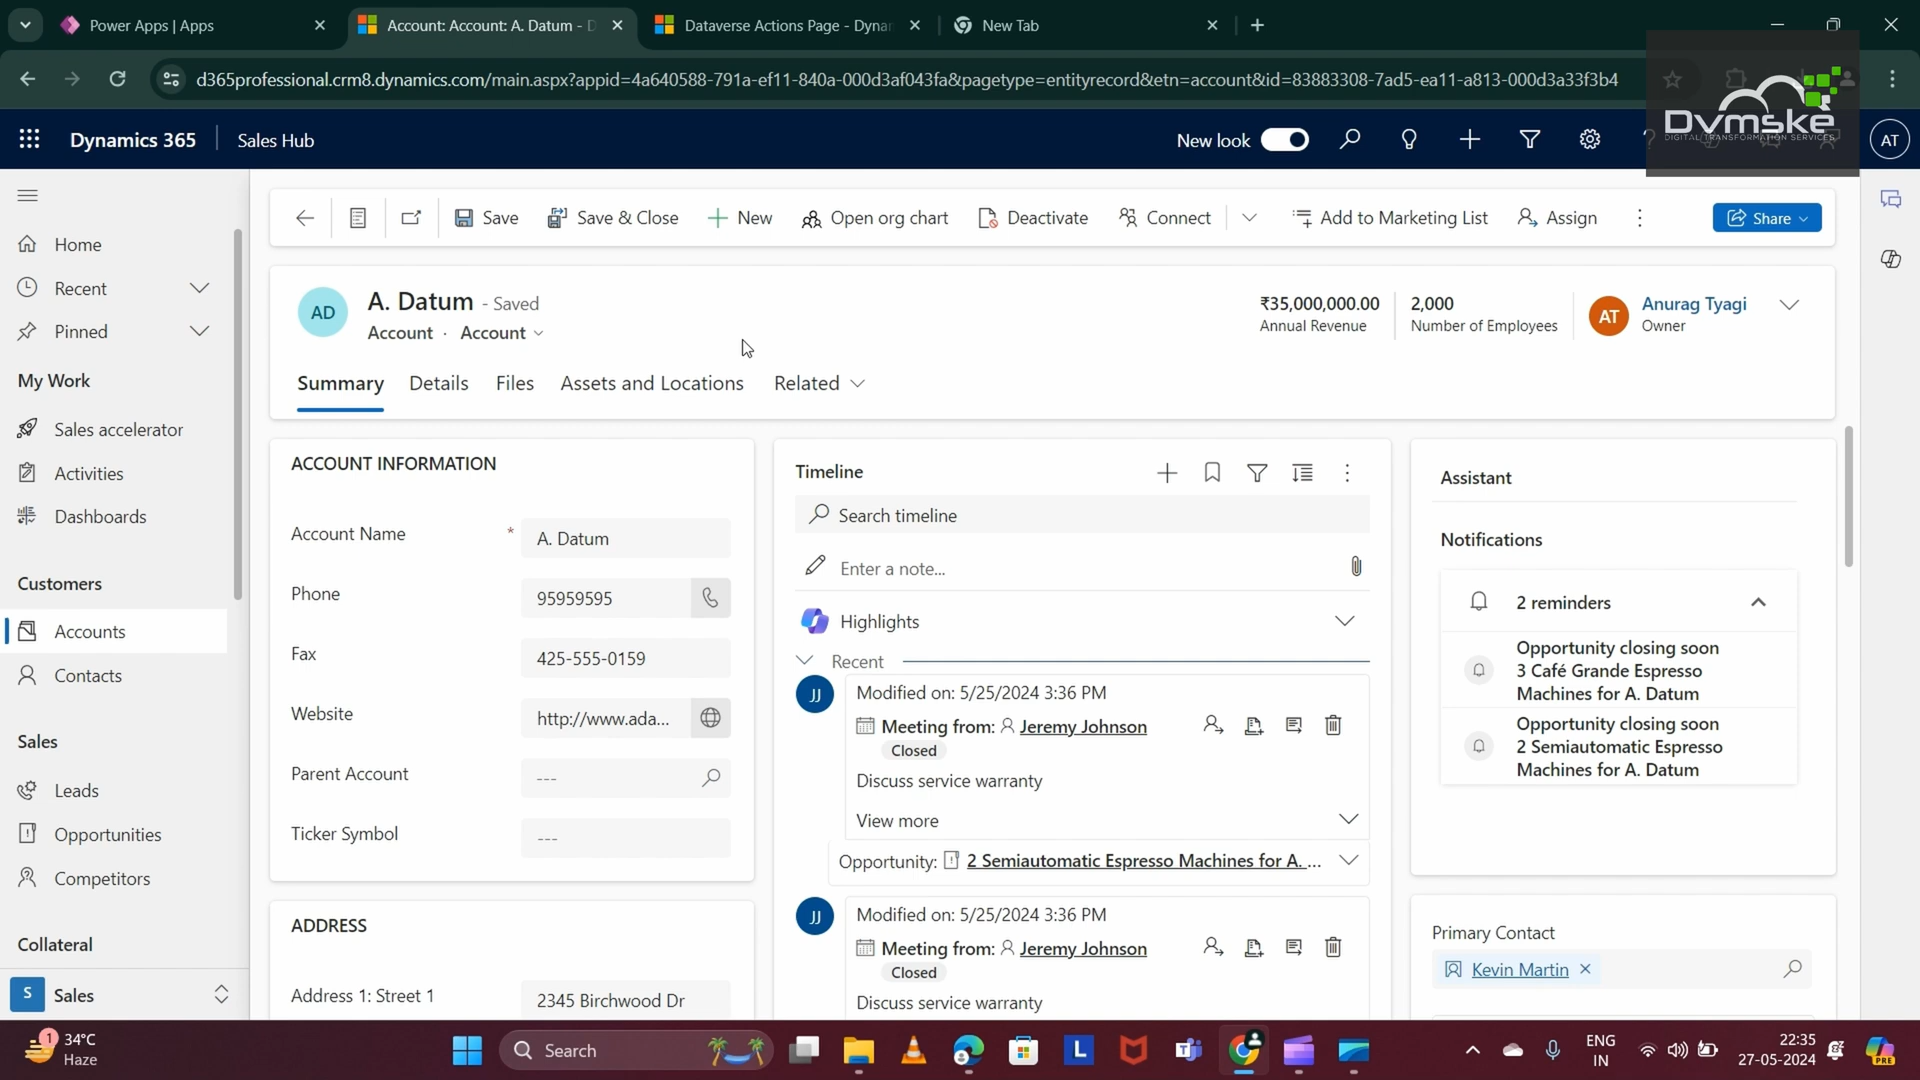 Power Apps | Apps
Account: Account: A. Datum - D
Dataverse Actions Page - Dynar
New Tab
d365professional.crm8.dynamics.com/main.aspx?appid=4a640588-791a-ef11-840a-000d3af043fa&pagetype=entityrecord&etn=account&id=83883308-7ad5-ea11-a813-000d3a33f3b4
Dvmske
DIGITAL TRANSFORMATION SERVICES
Dynamics 365
Sales Hub
New look
AT
Save
Save & Close
New
Open org chart
Deactivate
Connect
Add to Marketing List
Assign
Share
Home
Recent
Pinned
My Work
Sales accelerator
Activities
Dashboards
Customers
Accounts
Contacts
Sales
Leads
Opportunities
Competitors
Collateral
S
Sales
AD
A. Datum - Saved
Account · Account
₹35,000,000.00
Annual Revenue
2,000
Number of Employees
AT
Anurag Tyagi
Owner
Summary
Details
Files
Assets and Locations
Related
ACCOUNT INFORMATION
Account Name * A. Datum
Phone 95959595
Fax 425-555-0159
Website http://www.ada...
Parent Account ---
Ticker Symbol ---
ADDRESS
Address 1: Street 1 2345 Birchwood Dr
Timeline
Search timeline
Enter a note...
Highlights
Recent
JJ
Modified on: 5/25/2024 3:36 PM
Meeting from: Jeremy Johnson
Closed
Discuss service warranty
View more
Opportunity: 2 Semiautomatic Espresso Machines for A. ...
JJ
Modified on: 5/25/2024 3:36 PM
Meeting from: Jeremy Johnson
Closed
Discuss service warranty
Assistant
Notifications
2 reminders
Opportunity closing soon
3 Café Grande Espresso
Machines for A. Datum
Opportunity closing soon
2 Semiautomatic Espresso
Machines for A. Datum
Primary Contact
Kevin Martin
1
34°C
Haze
Search
L
ENG
IN
22:35
27-05-2024
PRE